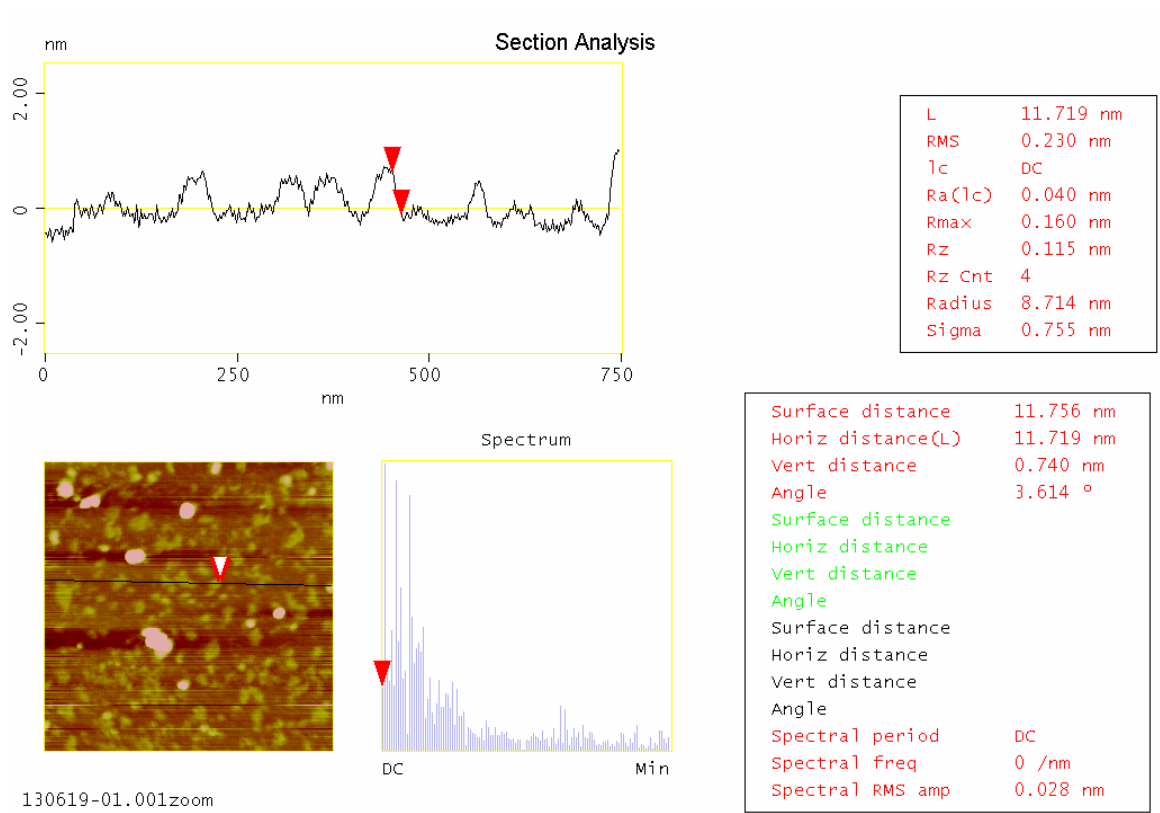 Section Analysis
nm
2.00
0
-2.00
0 250 500 750
nm
L 11.719 nm
RMS 0.230 nm
lc DC
Ra(lc) 0.040 nm
Rmax 0.160 nm
Rz 0.115 nm
Rz Cnt 4
Radius 8.714 nm
Sigma 0.755 nm
Surface distance 11.756 nm
Horiz distance(L) 11.719 nm
Vert distance 0.740 nm
Angle 3.614 º
Surface distance
Horiz distance
Vert distance
Angle
Surface distance
Horiz distance
Vert distance
Angle
Spectral period DC
Spectral freq 0 /nm
Spectral RMS amp 0.028 nm
Spectrum
DC Min
130619-01.001zoom